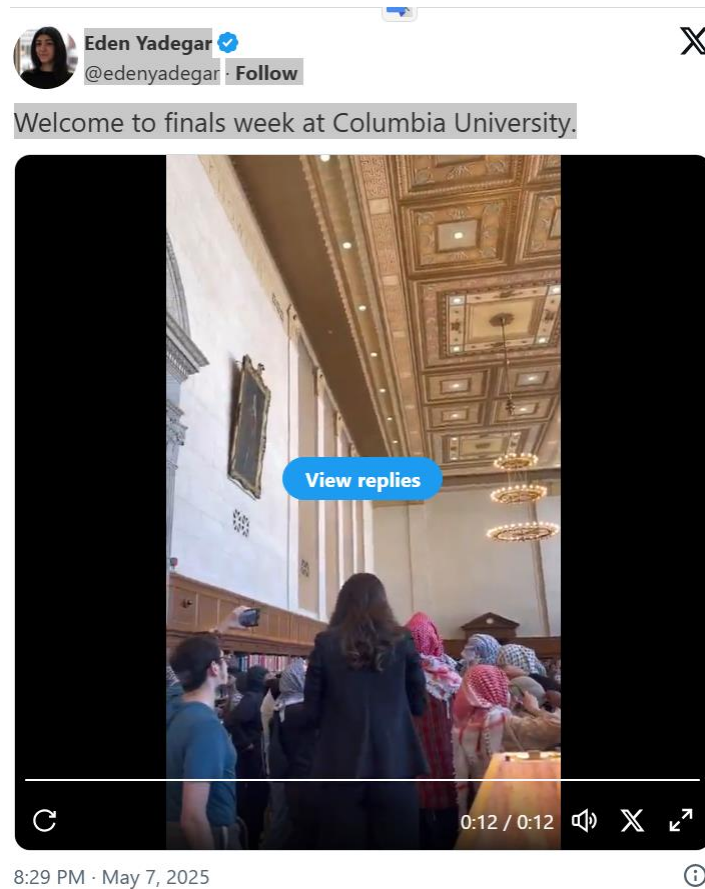 Eden Yadegar
@edenyadegar · Follow
Welcome to finals week at Columbia University.
View replies
0:12 / 0:12
8:29 PM · May 7, 2025